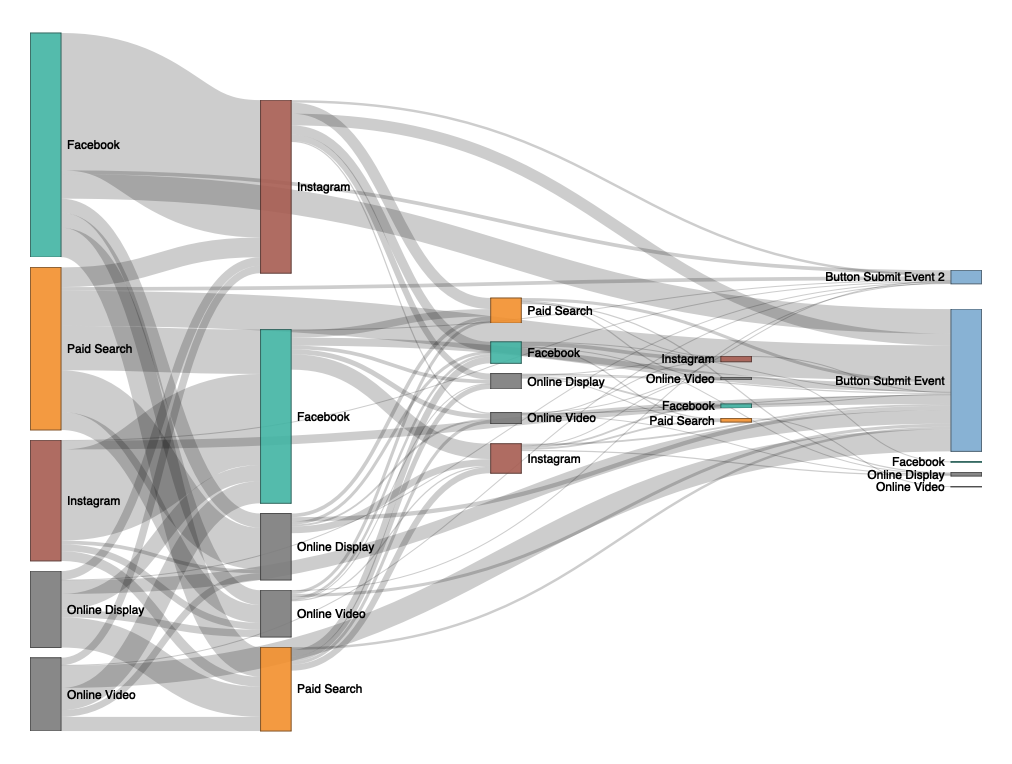 Facebook
Paid Search
Instagram
Online Display
Online Video
Instagram
Facebook
Online Display
Online Video
Paid Search
Paid Search
Facebook
Online Display
Online Video
Instagram
Instagram
Online Video
Facebook
Paid Search
Button Submit Event 2
Button Submit Event
Facebook
Online Display
Online Video